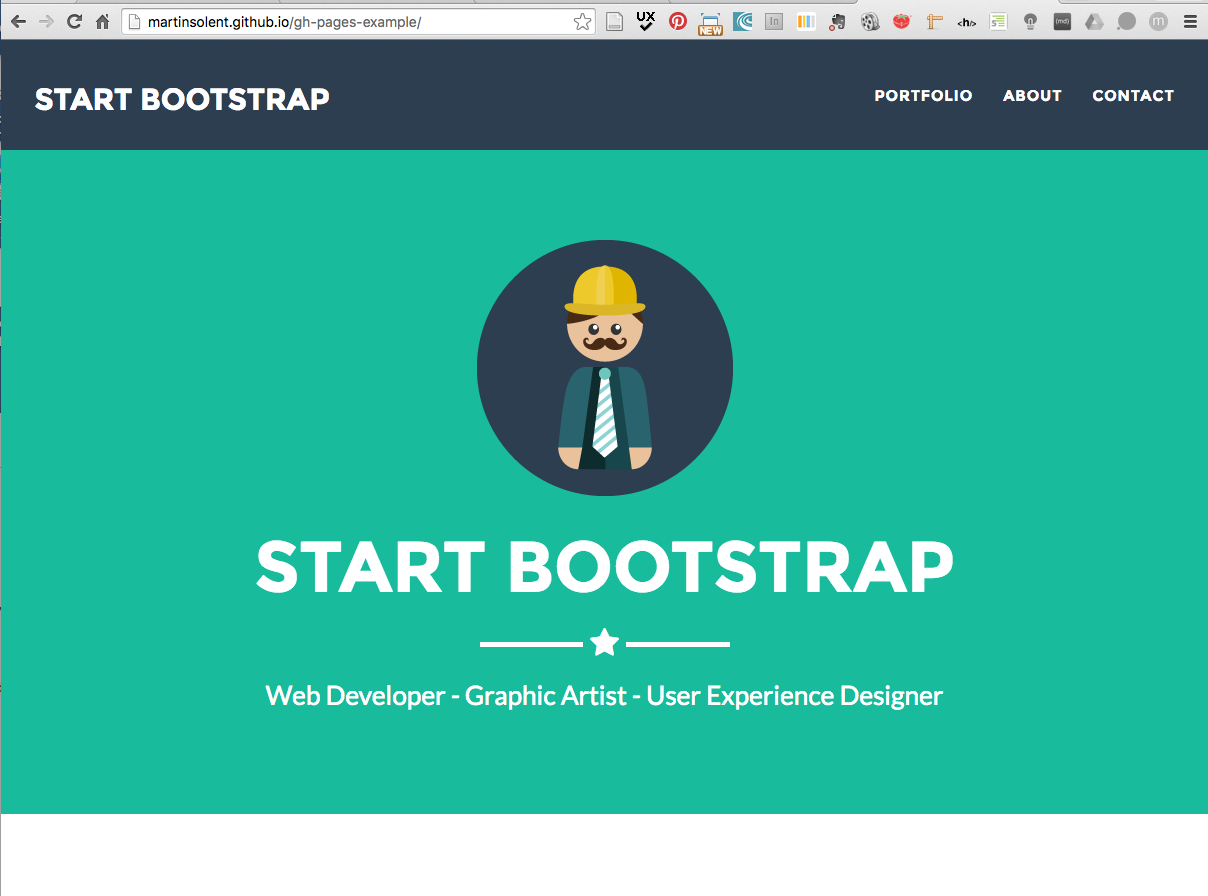 martinsolent.github.io/gh-pages-example/
UX
NEW
In
<h/>
(md)
m
START BOOTSTRAP
PORTFOLIO ABOUT CONTACT
START BOOTSTRAP
Web Developer - Graphic Artist - User Experience Designer